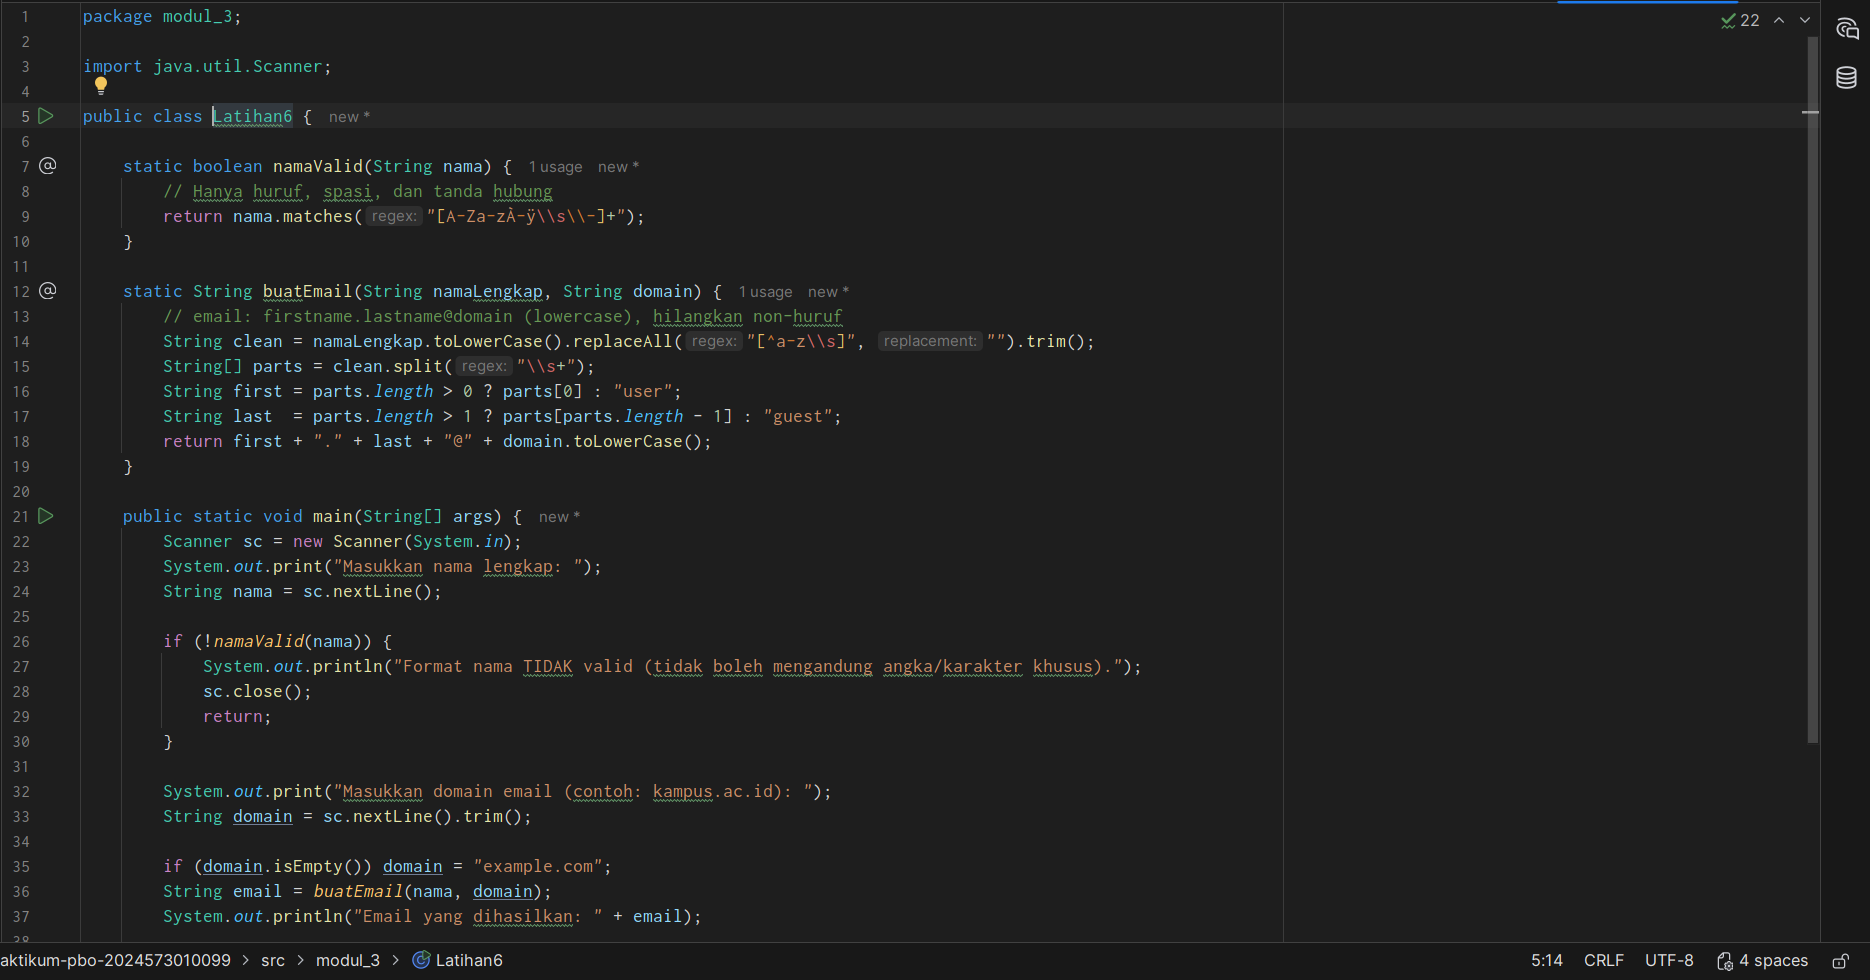 22
1 package modul_3;
2
3 import java.util.Scanner;
4
5 public class Latihan6 { new *
6
7 @ static boolean namaValid(String nama) { 1 usage new *
8 // Hanya huruf, spasi, dan tanda hubung
9 return nama.matches( regex: "[A-Za-zÀ-ÿ\\s\\-]+");
10 }
11
12 @ static String buatEmail(String namaLengkap, String domain) { 1 usage new *
13 // email: firstname.lastname@domain (lowercase), hilangkan non-huruf
14 String clean = namaLengkap.toLowerCase().replaceAll( regex: "[^a-z\\s]", replacement: "").trim();
15 String[] parts = clean.split( regex: "\\s+");
16 String first = parts.length > 0 ? parts[0] : "user";
17 String last  = parts.length > 1 ? parts[parts.length - 1] : "guest";
18 return first + "." + last + "@" + domain.toLowerCase();
19 }
20
21 public static void main(String[] args) { new *
22 Scanner sc = new Scanner(System.in);
23 System.out.print("Masukkan nama lengkap: ");
24 String nama = sc.nextLine();
25
26 if (!namaValid(nama)) {
27 System.out.println("Format nama TIDAK valid (tidak boleh mengandung angka/karakter khusus).");
28 sc.close();
29 return;
30 }
31
32 System.out.print("Masukkan domain email (contoh: kampus.ac.id): ");
33 String domain = sc.nextLine().trim();
34
35 if (domain.isEmpty()) domain = "example.com";
36 String email = buatEmail(nama, domain);
37 System.out.println("Email yang dihasilkan: " + email);
38
aktikum-pbo-2024573010099 > src > modul_3 > Latihan6 5:14 CRLF UTF-8 4 spaces